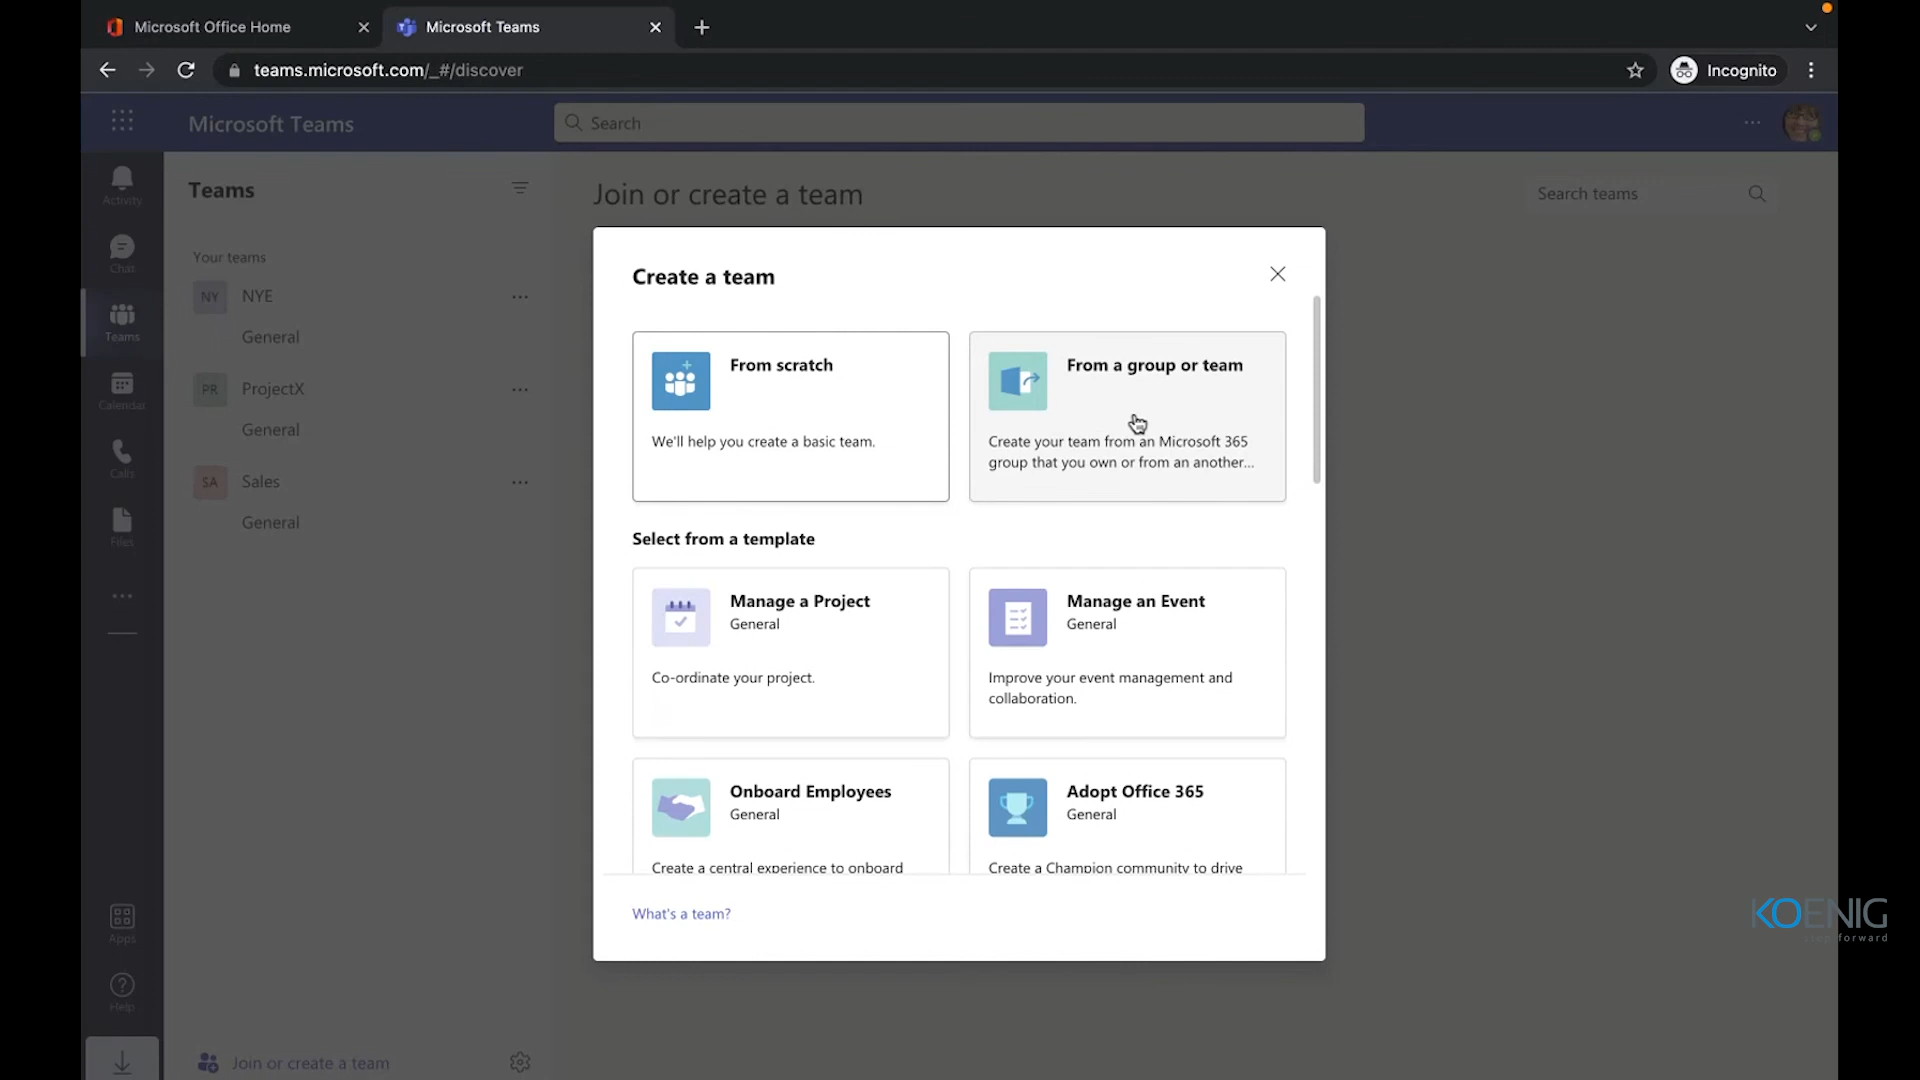 Microsoft Office Home
Microsoft Teams
teams.microsoft.com/_#/discover
Incognito
Microsoft Teams
Search
Activity
Chat
Teams
Calendar
Calls
Files
Apps
Help
Teams
Your teams
NY NYE
General
PR ProjectX
General
SA Sales
General
Join or create a team
Join or create a team
Search teams
Create a team
From scratch
We'll help you create a basic team.
From a group or team
Create your team from an Microsoft 365
group that you own or from an another...
Select from a template
Manage a Project
General
Co-ordinate your project.
Manage an Event
General
Improve your event management and
collaboration.
Onboard Employees
General
Create a central experience to onboard
Adopt Office 365
General
Create a Champion community to drive
What's a team?
KOENIG
step forward